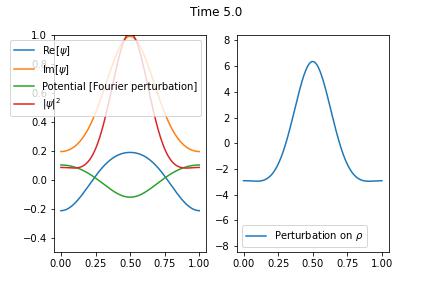 Time 5.0
1.0
0.8
0.6
0.4
0.2
0.0
−0.2
−0.4
0.00 0.25 0.50 0.75 1.00
Re[ψ]
Im[ψ]
Potential [Fourier perturbation]
|ψ|²
8
6
4
2
0
−2
−4
−6
−8
0.00 0.25 0.50 0.75 1.00
Perturbation on ρ